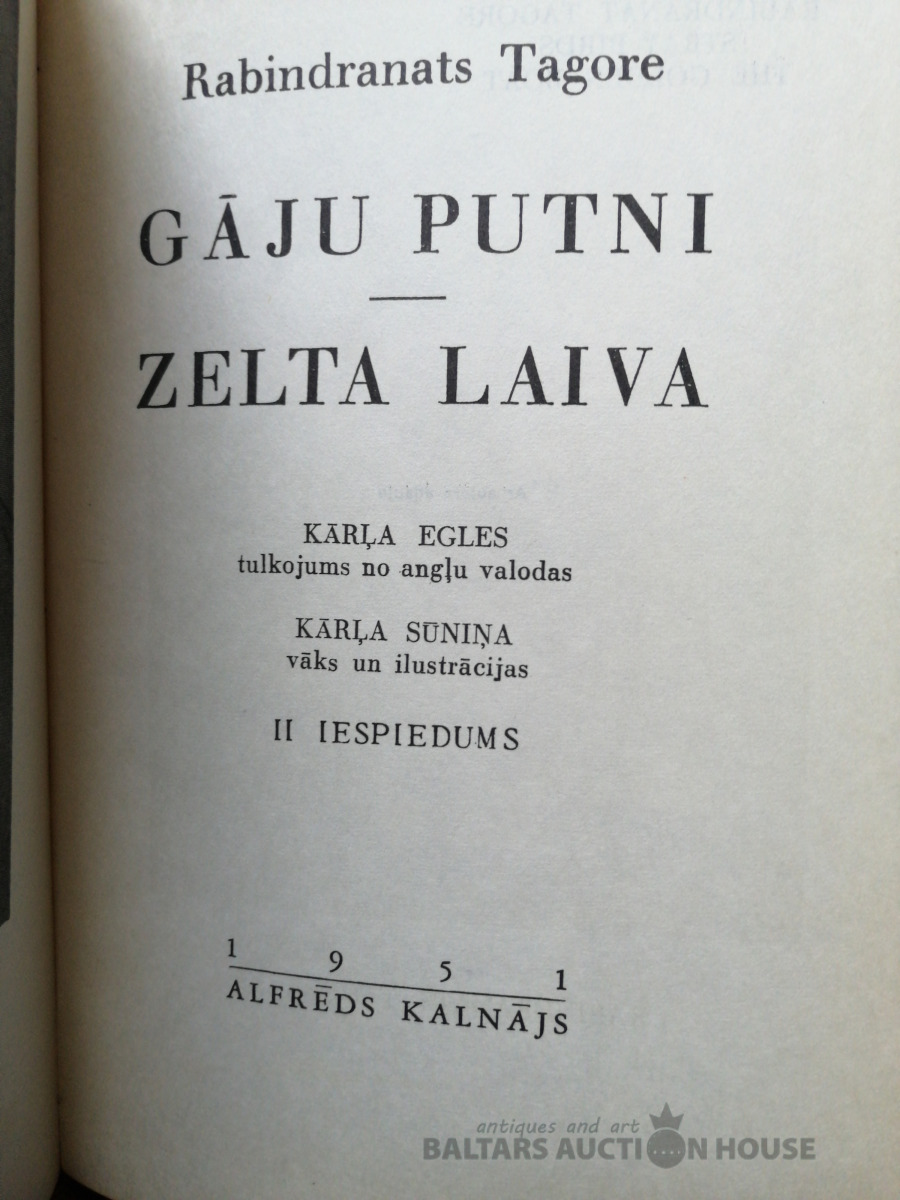 Rabindranats Tagore
GĀJU PUTNI
ZELTA LAIVA
KĀRĻA EGLES
tulkojums no angļu valodas
KĀRĻA SŪNIŅA
vāks un ilustrācijas
II IESPIEDUMS
1 9 5 1
ALFRĒDS KALNĀJS
antiques and art
BALTARS AUCTION HOUSE